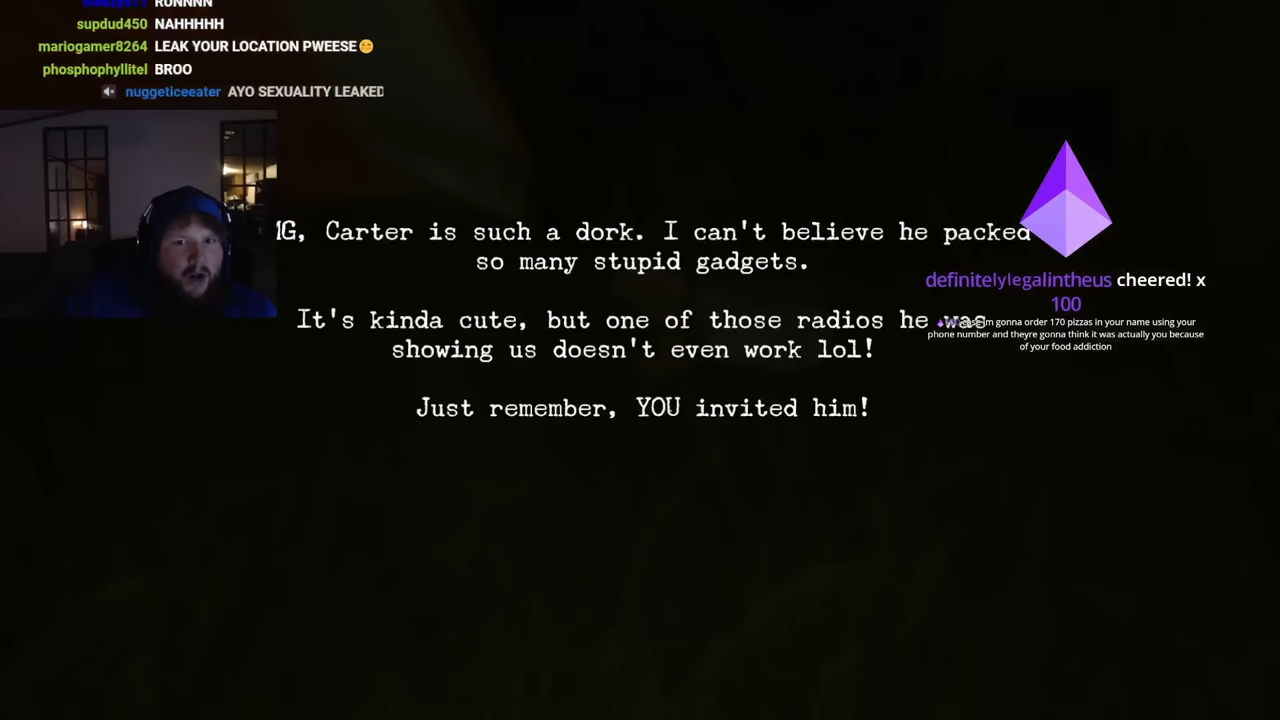 RUNNNN
supdud450 NAHHHHH
mariogamer8264 LEAK YOUR LOCATION PWEESE
phosphophyllitel BROO
nuggeticeeater AYO SEXUALITY LEAKED
Carter is such a dork. I can't believe he packed
so many stupid gadgets.
It's kinda cute, but one of those radios he was
showing us doesn't even work lol!
Just remember, YOU invited him!
definitelylegalintheus cheered! x
100
im gonna order 170 pizzas in your name using your
phone number and theyre gonna think it was actually you because
of your food addiction